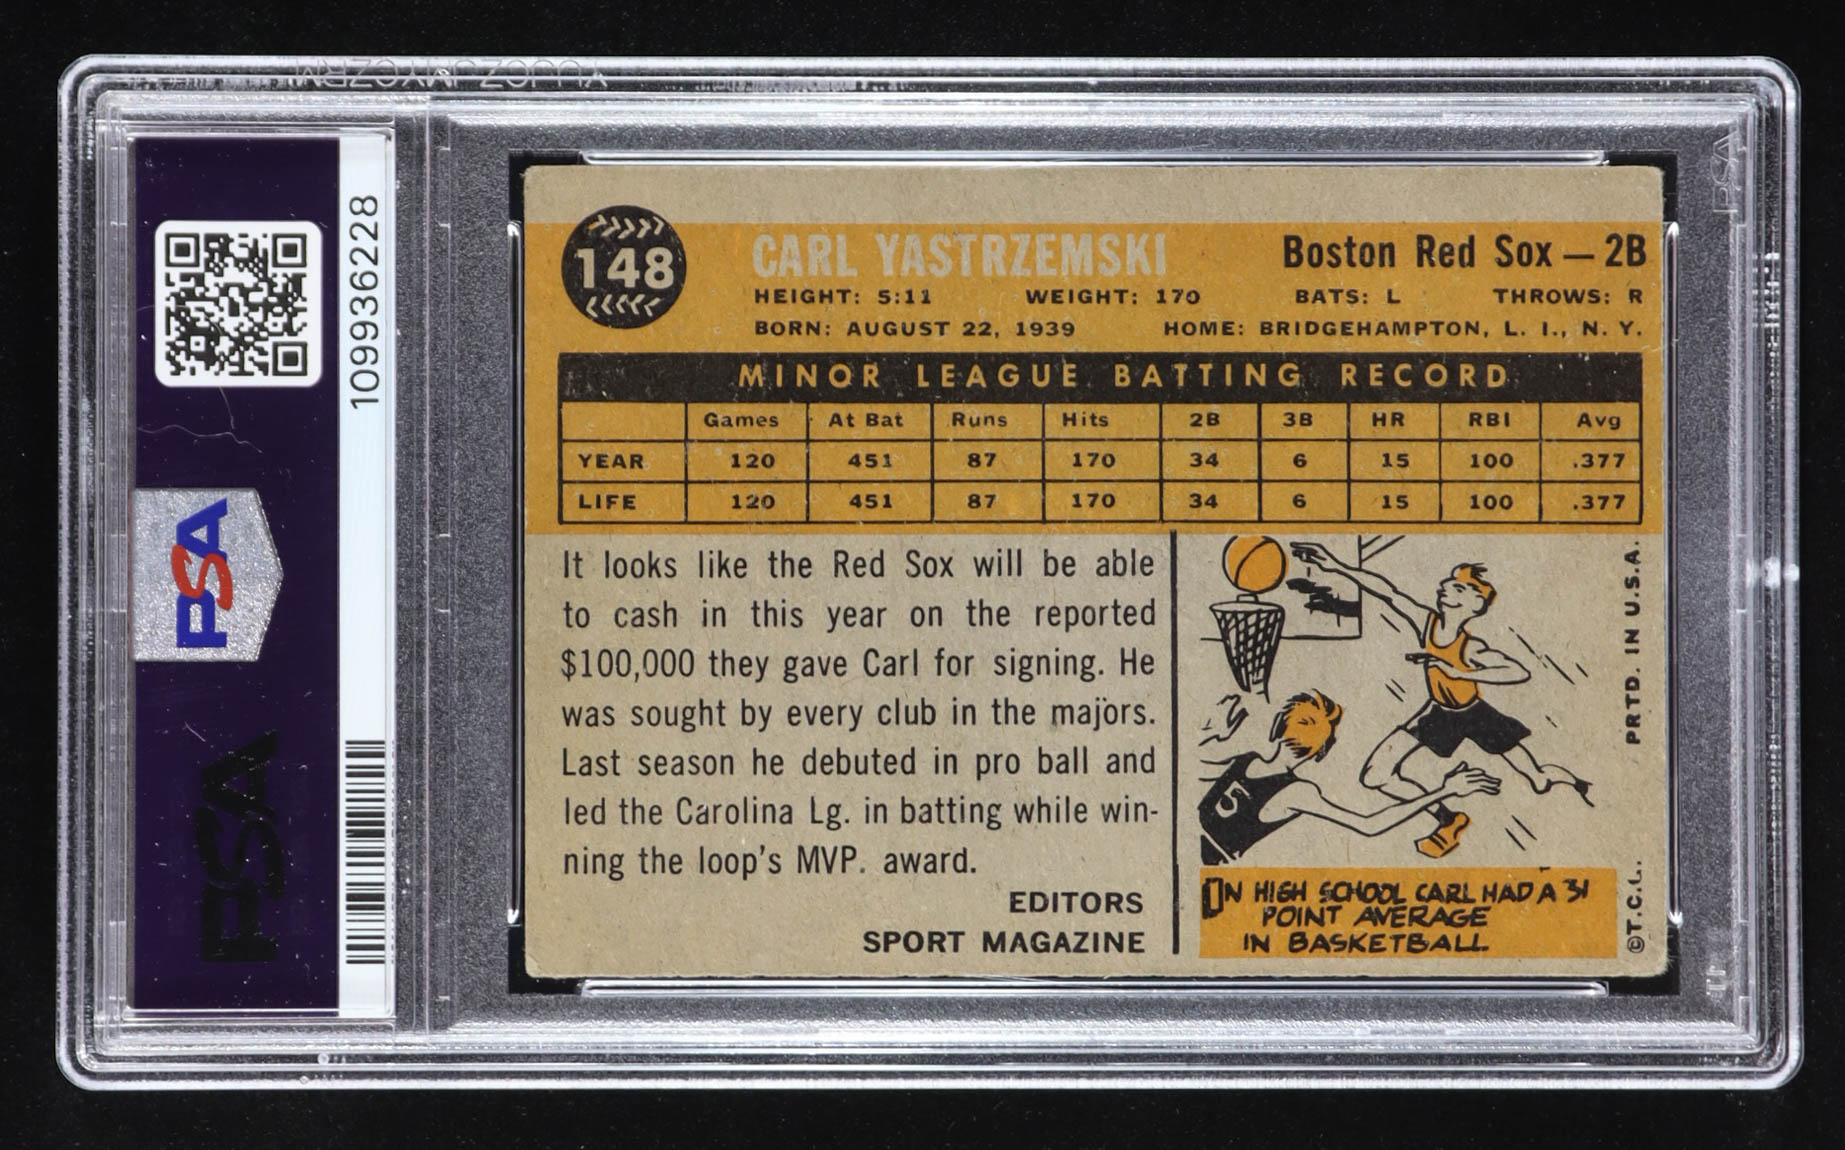 109936228
PSA
PSA
PSA
148
CARL YASTRZEMSKI
Boston Red Sox — 2B
HEIGHT: 5:11 WEIGHT: 170 BATS: L THROWS: R
BORN: AUGUST 22, 1939 HOME: BRIDGEHAMPTON, L. I., N. Y.
MINOR LEAGUE BATTING RECORD
Games At Bat Runs Hits 2B 3B HR RBI Avg
YEAR 120 451 87 170 34 6 15 100 .377
LIFE 120 451 87 170 34 6 15 100 .377
It looks like the Red Sox will be able
to cash in this year on the reported
$100,000 they gave Carl for signing. He
was sought by every club in the majors.
Last season he debuted in pro ball and
led the Carolina Lg. in batting while win-
ning the loop's MVP. award.
EDITORS
SPORT MAGAZINE
5
IN HIGH SCHOOL CARL HAD A 31
POINT AVERAGE
IN BASKETBALL
©T.C.G. PRTD. IN U.S.A.